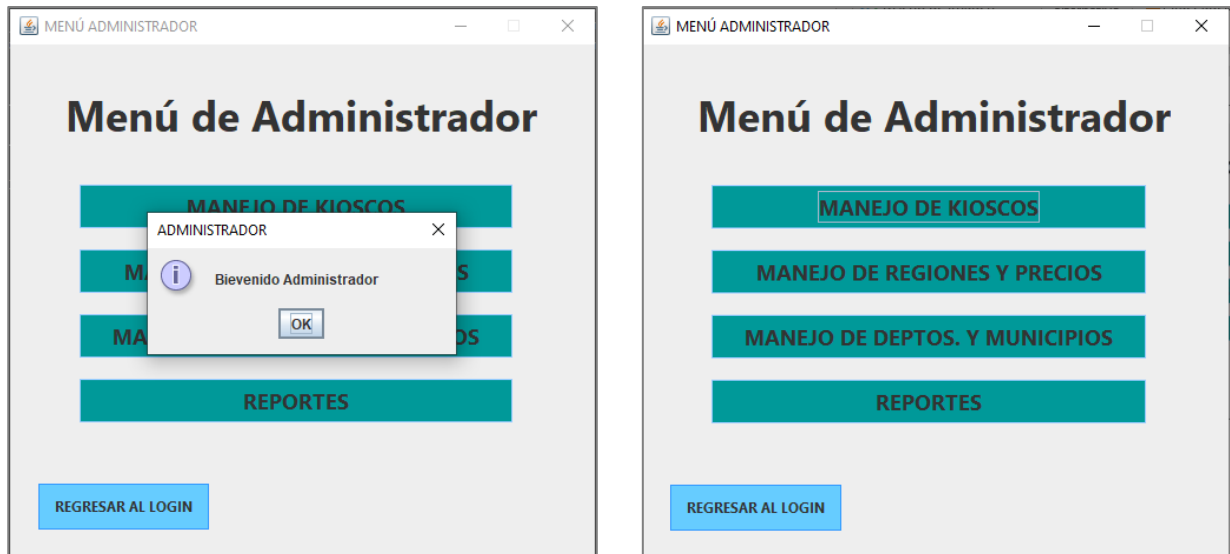 MENÚ ADMINISTRADOR
Menú de Administrador
MANEJO DE KIOSCOS
ADMINISTRADOR
Bievenido Administrador
OK
REPORTES
REGRESAR AL LOGIN
MENÚ ADMINISTRADOR
Menú de Administrador
MANEJO DE KIOSCOS
MANEJO DE REGIONES Y PRECIOS
MANEJO DE DEPTOS. Y MUNICIPIOS
REPORTES
REGRESAR AL LOGIN